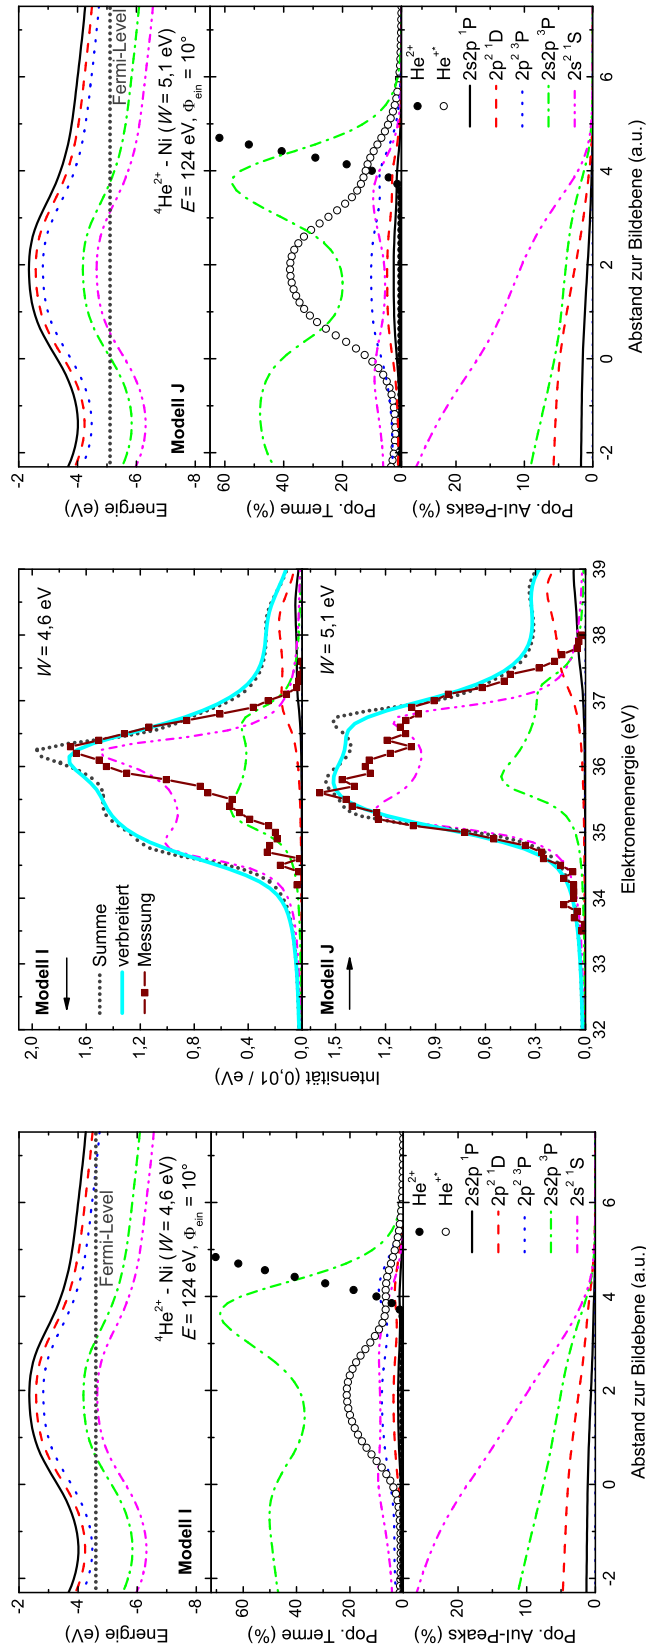 Energie (eV)
-2
-4
-6
Fermi-Level
Modell I
⁴He²⁺ - Ni (W = 4,6 eV)
E = 124 eV, Φein = 10°
Pop. Terme (%)
60
40
20
0
Pop. AuI-Peaks (%)
20
10
0
He²⁺
He⁺*
2s2p ¹P
2p² ¹D
2p² ³P
2s2p ³P
2s² ¹S
-2 0 2 4 6
Abstand zur Bildebene (a.u.)
Intensität (0,01 / eV)
2,0
1,6
1,2
0,8
0,4
0,0
Modell I
W = 4,6 eV
Summe
verbreitert
Messung
1,5
1,2
0,9
0,6
0,3
0,0
Modell J
W = 5,1 eV
32 33 34 35 36 37 38 39
Elektronenenergie (eV)
Energie (eV)
-2
-4
-6
Fermi-Level
Modell J
⁴He²⁺ - Ni (W = 5,1 eV)
E = 124 eV, Φein = 10°
Pop. Terme (%)
60
40
20
0
Pop. AuI-Peaks (%)
20
10
0
He²⁺
He⁺*
2s2p ¹P
2p² ¹D
2p² ³P
2s2p ³P
2s² ¹S
-2 0 2 4 6
Abstand zur Bildebene (a.u.)